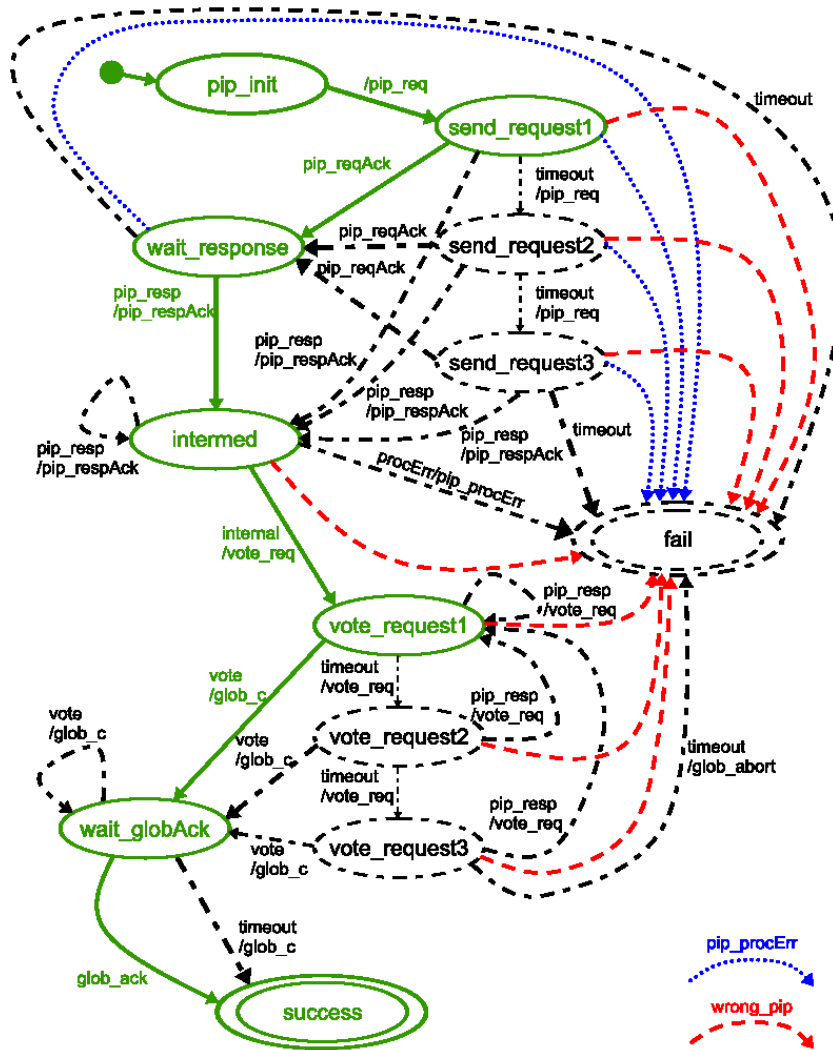 pip_init
/pip_req
send_request1
timeout
pip_reqAck
timeout
/pip_req
wait_response
pip_reqAck
send_request2
pip_reqAck
timeout
/pip_req
pip_resp
/pip_respAck
pip_resp
/pip_respAck
send_request3
pip_resp
/pip_respAck
intermed
pip_resp
/pip_respAck
pip_resp
/pip_respAck
timeout
procErr/pip_procErr
internal
/vote_req
fail
pip_resp
/vote_req
vote_request1
vote
/glob_c
timeout
/vote_req
pip_resp
/vote_req
vote
/glob_c
vote
/glob_c
vote_request2
timeout
/glob_abort
timeout
/vote_req
pip_resp
/vote_req
wait_globAck
vote
/glob_c
vote_request3
timeout
/glob_c
glob_ack
pip_procErr
wrong_pip
success